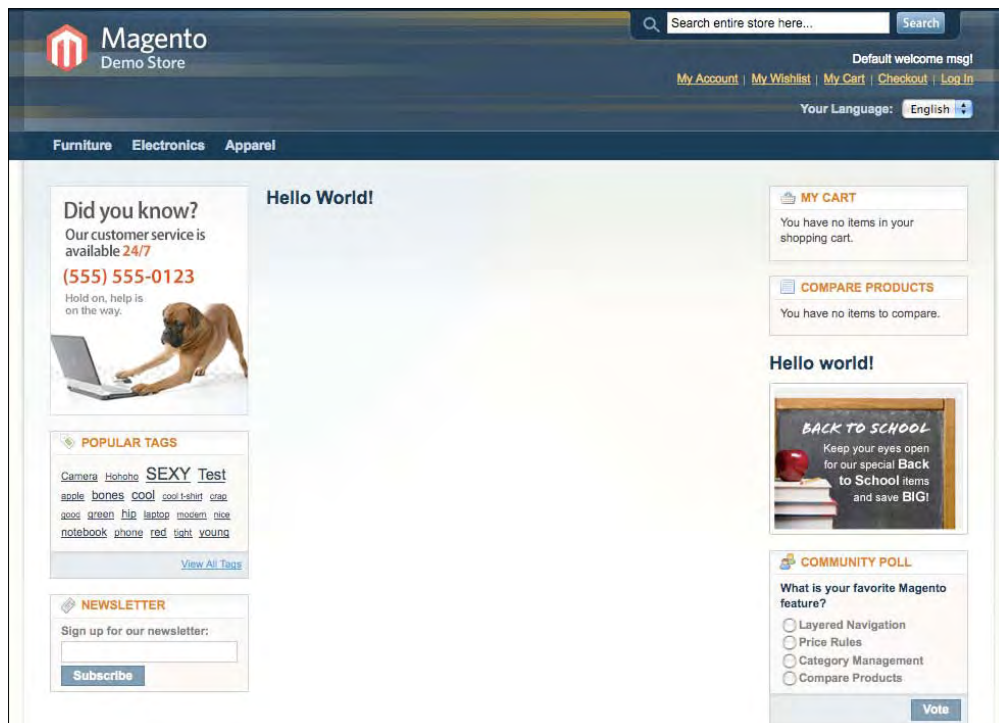 Magento
Demo Store
Search entire store here...
Search
Default welcome msg!
My Account | My Wishlist | My Cart | Checkout | Log In
Your Language: English
Furniture Electronics Apparel
Did you know?
Our customer service is
available 24/7
(555) 555-0123
Hold on, help is
on the way.
POPULAR TAGS
Camera Hohoho SEXY Test
apple bones cool cool t-shirt crap
good green hip laptop modern nice
notebook phone red tight young
View All Tags
NEWSLETTER
Sign up for our newsletter:
Subscribe
Hello World!
MY CART
You have no items in your
shopping cart.
COMPARE PRODUCTS
You have no items to compare.
Hello world!
BACK TO SCHOOL
Keep your eyes open
for our special Back
to School items
and save BIG!
COMMUNITY POLL
What is your favorite Magento
feature?
Layered Navigation
Price Rules
Category Management
Compare Products
Vote